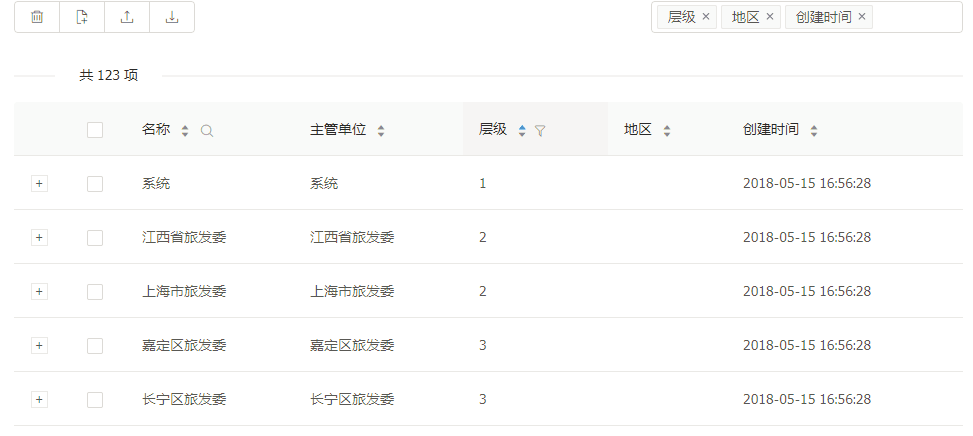 层级 × 地区 × 创建时间 ×
共 123 项
名称 主管单位 层级 地区 创建时间
+ 系统 系统 1 2018-05-15 16:56:28
+ 江西省旅发委 江西省旅发委 2 2018-05-15 16:56:28
+ 上海市旅发委 上海市旅发委 2 2018-05-15 16:56:28
+ 嘉定区旅发委 嘉定区旅发委 3 2018-05-15 16:56:28
+ 长宁区旅发委 长宁区旅发委 3 2018-05-15 16:56:28